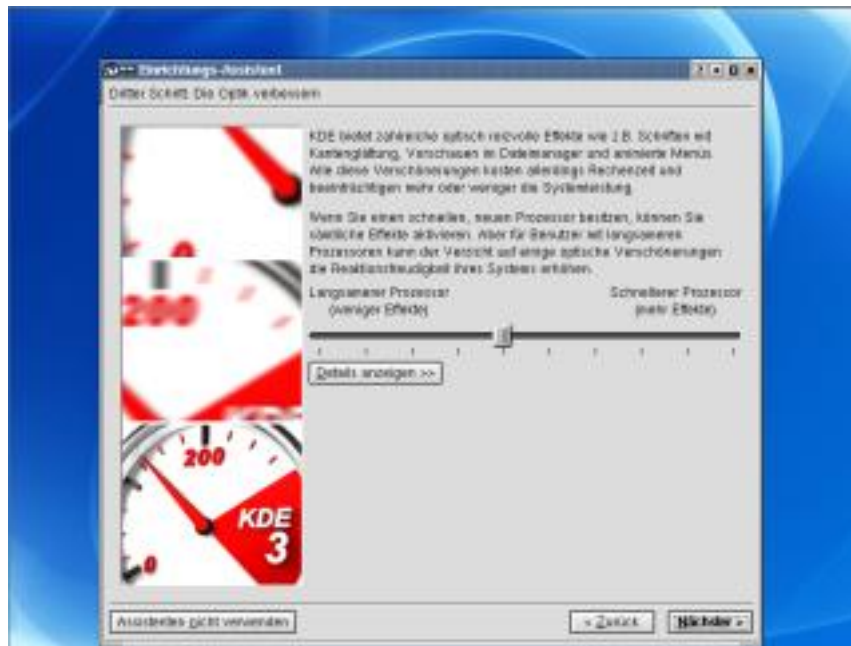 Einrichtungs-Assistent
Dritter Schritt: Die Optik verbessern
KDE bietet zahlreiche optisch reizvolle Effekte wie z.B. Schriften mit
Kantenglättung, Vorschauen im Dateimanager und animierte Menüs.
Alle diese Verschönerungen kosten allerdings Rechenzeit und
beeinträchtigen mehr oder weniger die Systemleistung.
Wenn Sie einen schnellen, neuen Prozessor besitzen, können Sie
sämtliche Effekte aktivieren. Aber für Benutzer mit langsameren
Prozessoren kann der Verzicht auf einige optische Verschönerungen
die Reaktionsfreudigkeit ihres Systems erhöhen.
Langsamerer Prozessor
(weniger Effekte)
Schnellerer Prozessor
(mehr Effekte)
Details anzeigen >>
0
200
KDE
200
KDE
3
0
Assistenten nicht verwenden
« Zurück
Nächster »